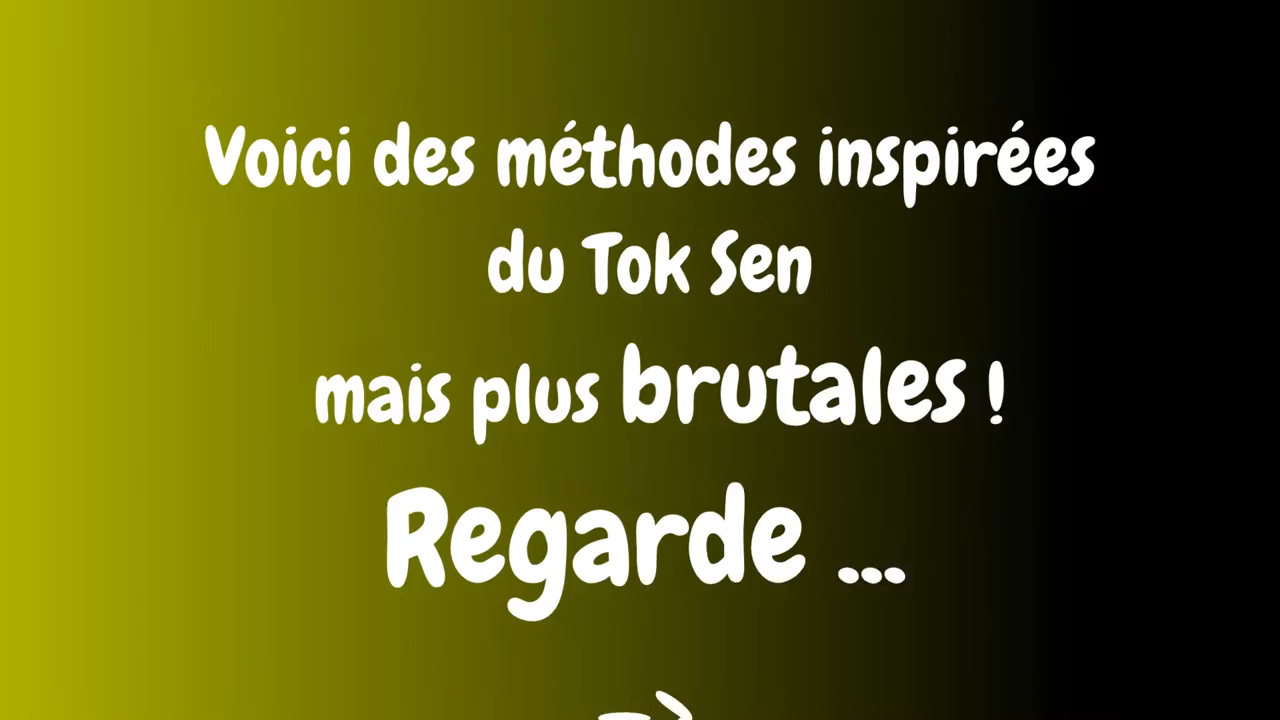 Voici des méthodes inspirées
du Tok Sen
mais plus brutales !
Regarde ...